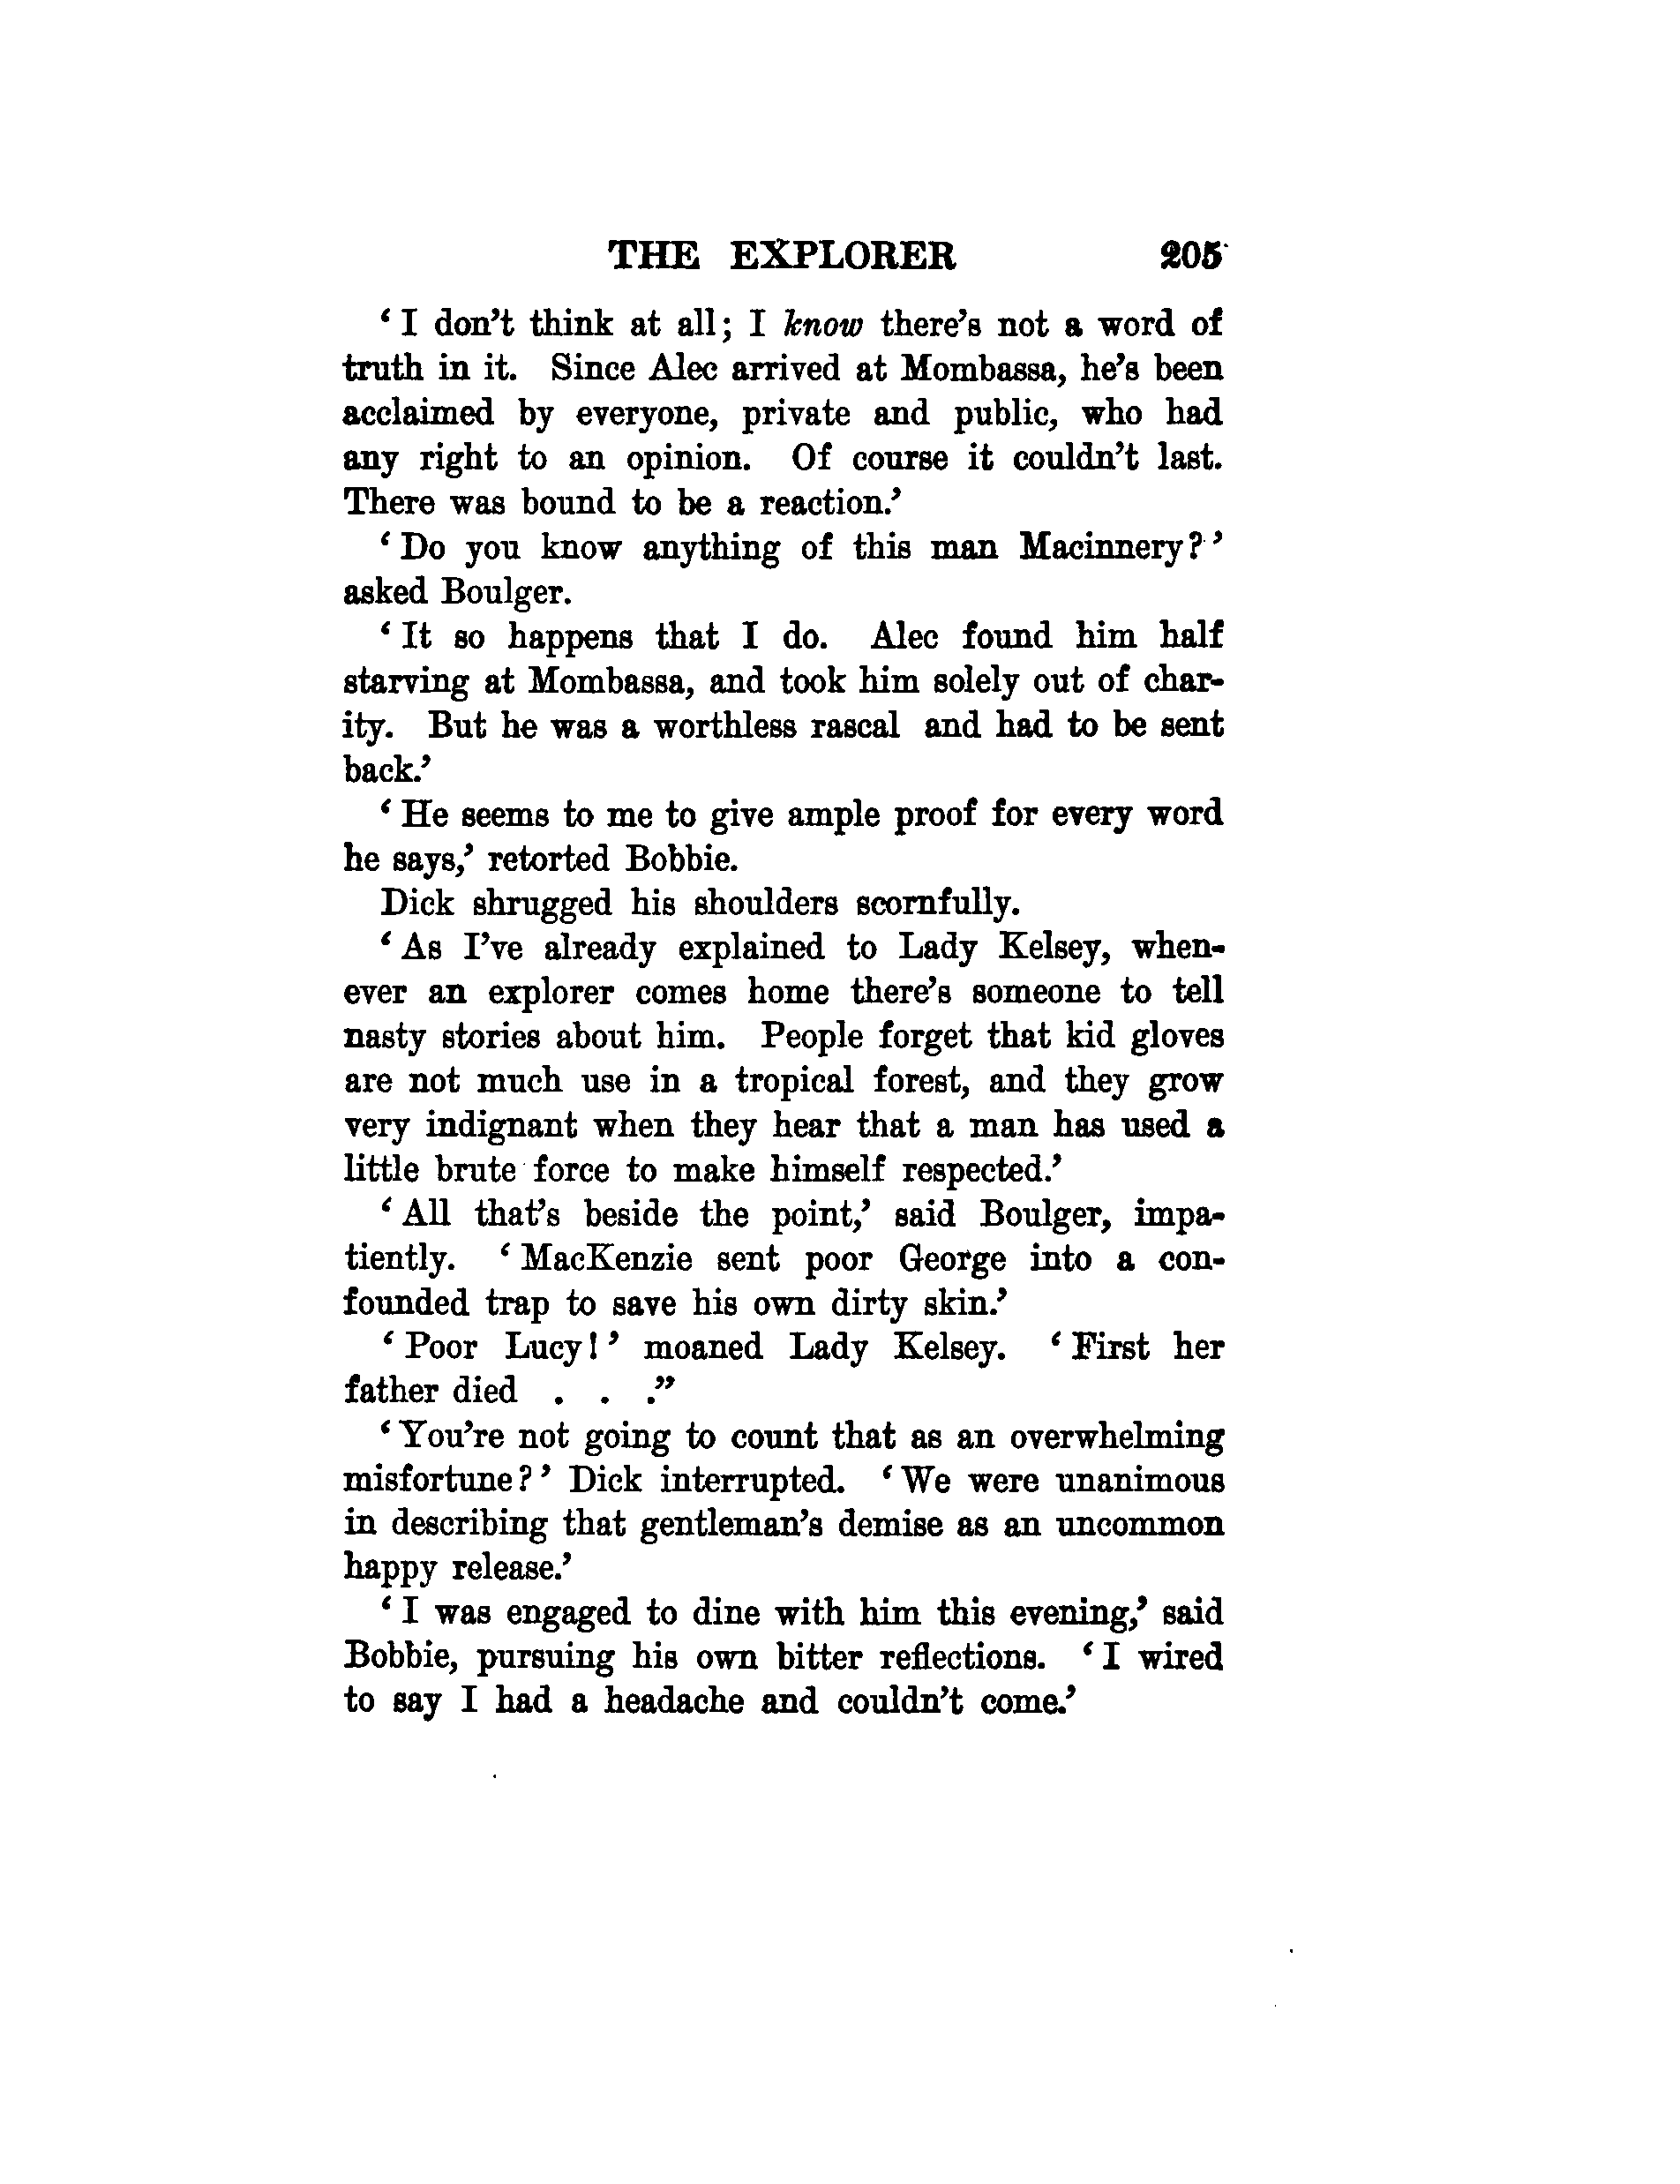 THE EXPLORER 205
‘I don’t think at all; I know there’s not a word of
truth in it. Since Alec arrived at Mombassa, he’s been
acclaimed by everyone, private and public, who had
any right to an opinion. Of course it couldn’t last.
There was bound to be a reaction.’
‘Do you know anything of this man Macinnery?’
asked Boulger.
‘It so happens that I do. Alec found him half
starving at Mombassa, and took him solely out of char-
ity. But he was a worthless rascal and had to be sent
back.’
‘He seems to me to give ample proof for every word
he says,’ retorted Bobbie.
Dick shrugged his shoulders scornfully.
‘As I’ve already explained to Lady Kelsey, when-
ever an explorer comes home there’s someone to tell
nasty stories about him. People forget that kid gloves
are not much use in a tropical forest, and they grow
very indignant when they hear that a man has used a
little brute force to make himself respected.’
‘All that’s beside the point,’ said Boulger, impa-
tiently. ‘MacKenzie sent poor George into a con-
founded trap to save his own dirty skin.’
‘Poor Lucy!’ moaned Lady Kelsey. ‘First her
father died . . .”
‘You’re not going to count that as an overwhelming
misfortune?’ Dick interrupted. ‘We were unanimous
in describing that gentleman’s demise as an uncommon
happy release.’
‘I was engaged to dine with him this evening,’ said
Bobbie, pursuing his own bitter reflections. ‘I wired
to say I had a headache and couldn’t come.’